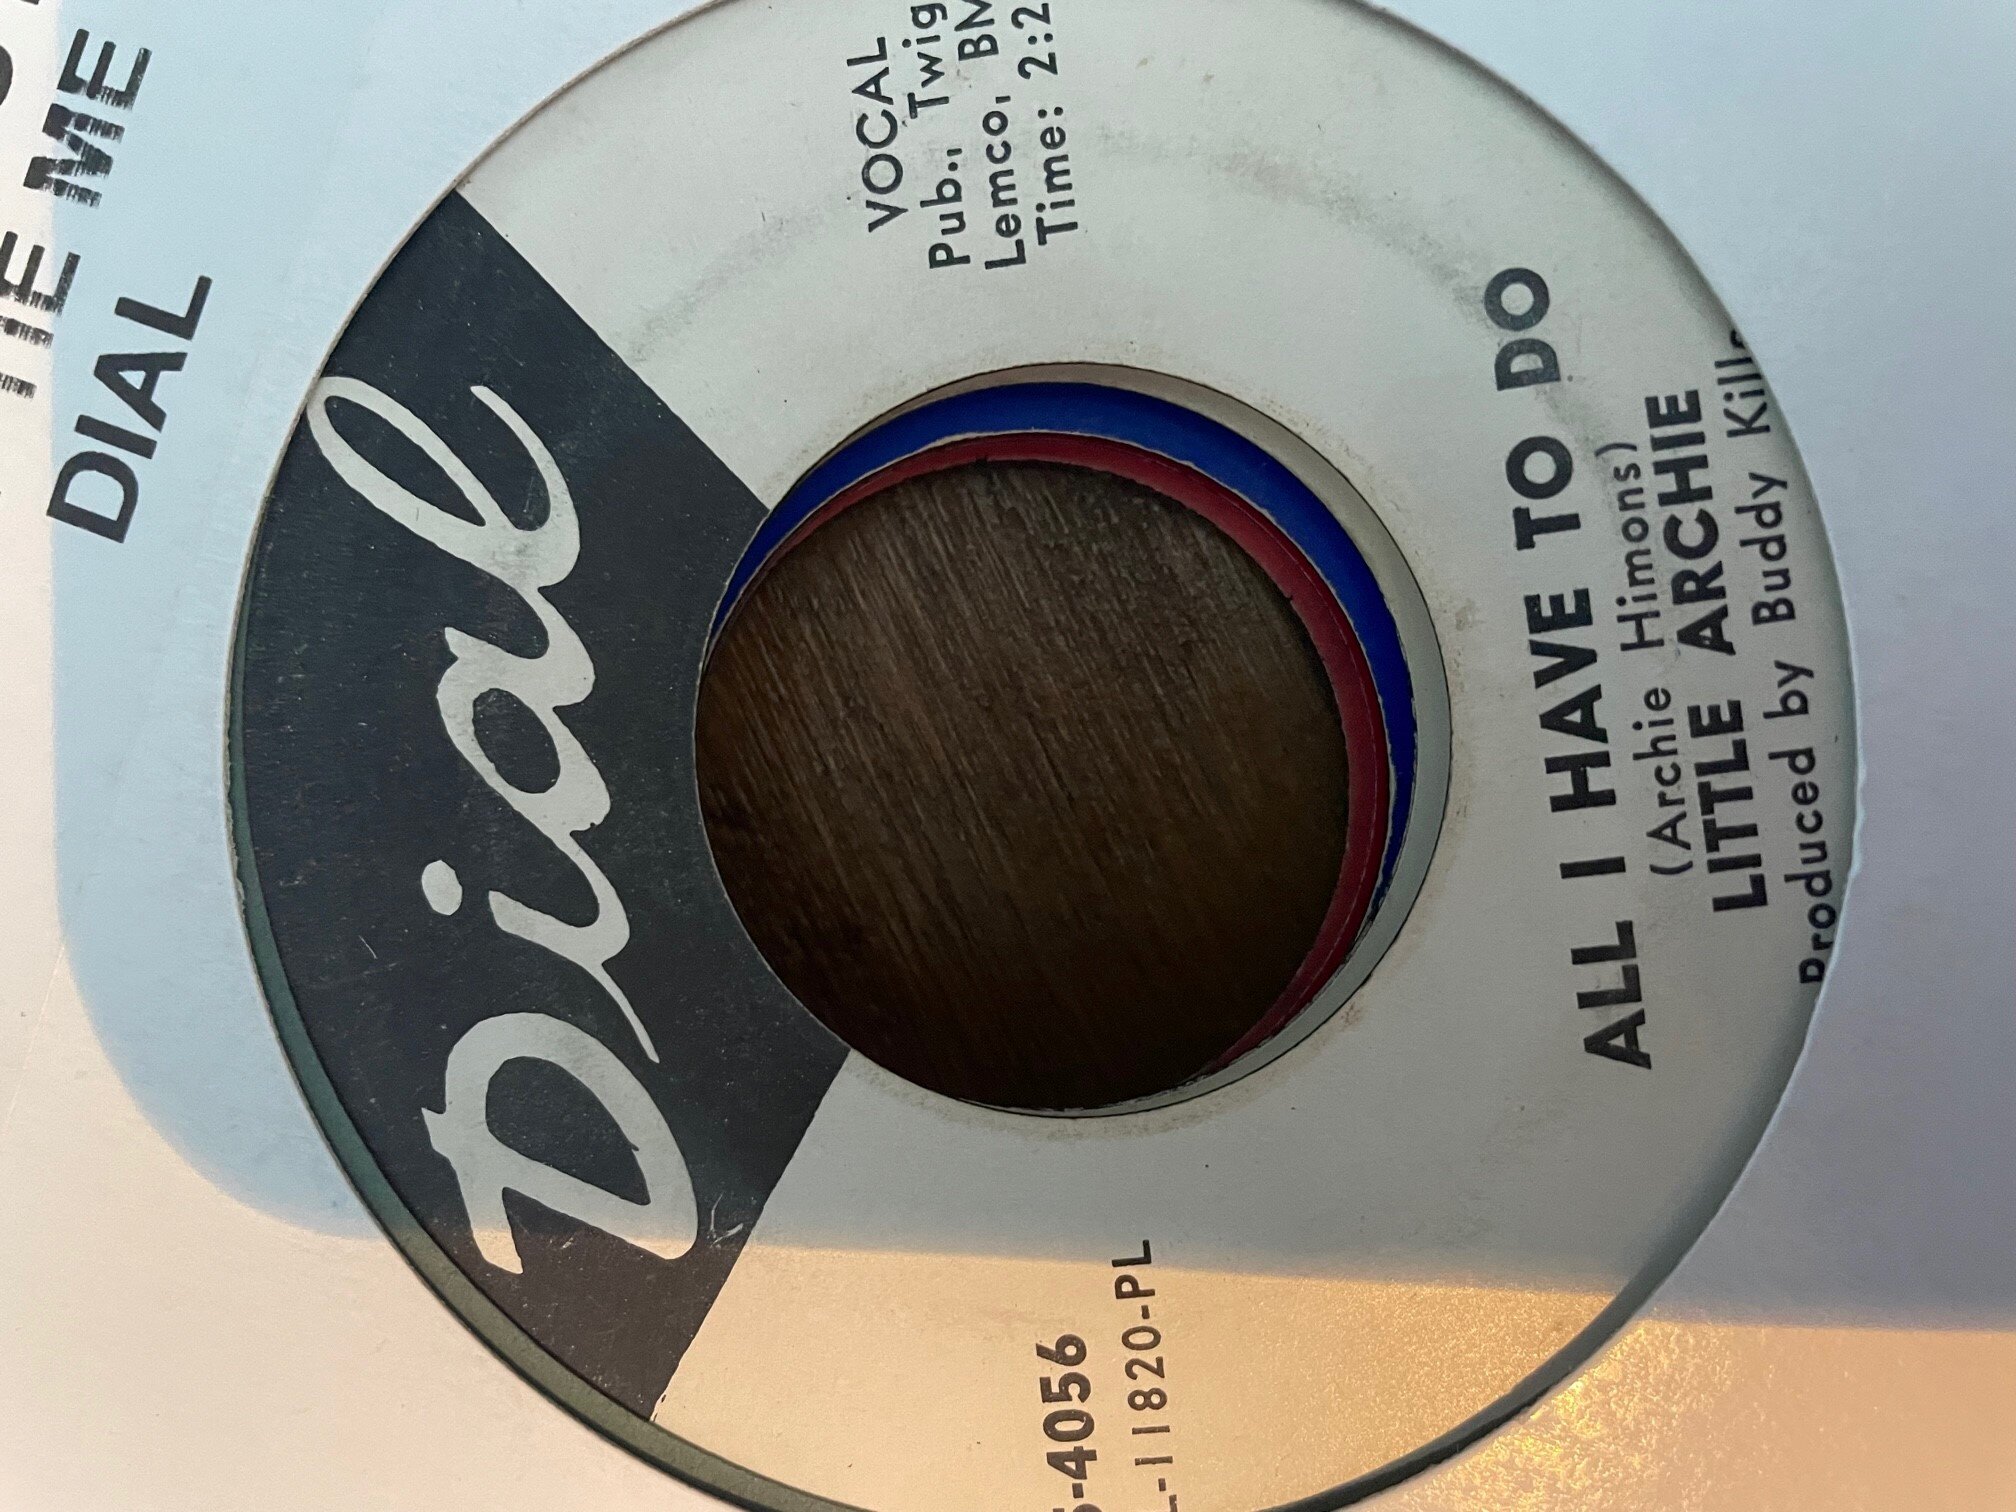 ME
DIAL
Dial
VOCAL
Pub., Twig
Lemco, BM
Time: 2:2
-4056
-11820-PL
ALL I HAVE TO DO
(Archie Himons)
LITTLE ARCHIE
Produced by Buddy Kill